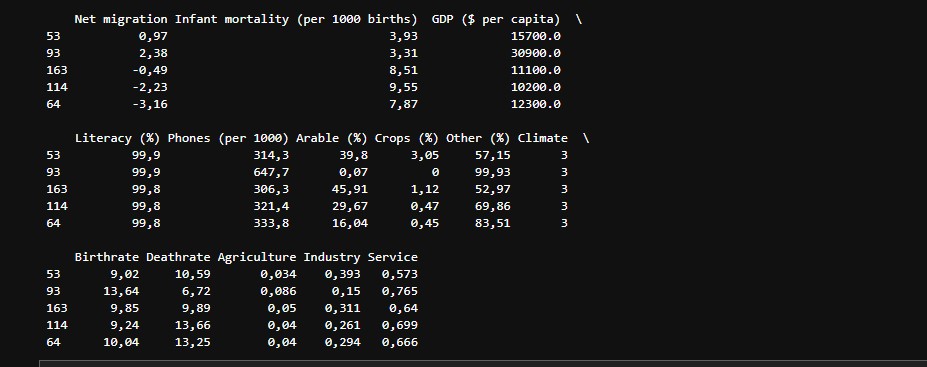 Net migration Infant mortality (per 1000 births) GDP ($ per capita) \
53 0,97 3,93 15700.0
93 2,38 3,31 30900.0
163 -0,49 8,51 11100.0
114 -2,23 9,55 10200.0
64 -3,16 7,87 12300.0
Literacy (%) Phones (per 1000) Arable (%) Crops (%) Other (%) Climate \
53 99,9 314,3 39,8 3,05 57,15 3
93 99,9 647,7 0,07 0 99,93 3
163 99,8 306,3 45,91 1,12 52,97 3
114 99,8 321,4 29,67 0,47 69,86 3
64 99,8 333,8 16,04 0,45 83,51 3
Birthrate Deathrate Agriculture Industry Service
53 9,02 10,59 0,034 0,393 0,573
93 13,64 6,72 0,086 0,15 0,765
163 9,85 9,89 0,05 0,311 0,64
114 9,24 13,66 0,04 0,261 0,699
64 10,04 13,25 0,04 0,294 0,666